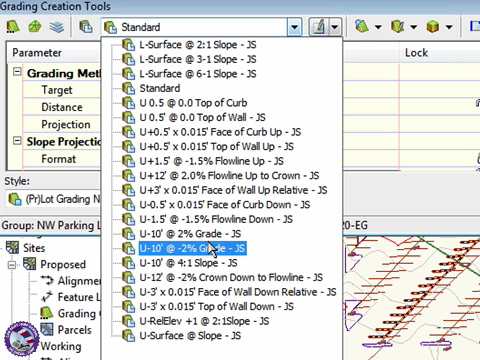 Grading Creation Tools
Standard
Parameter
Lock
Grading Meth
Target
Distance
Projection
Slope Projectio
Format
Style:
(Pr)Lot Grading N
Group: NW Parking L
20-EG
Sites
Proposed
Alignm
Feature L
Grading
Parcels
Working
Alignme
L-Surface @ 2:1 Slope - JS
L-Surface @ 3-1 Slope - JS
L-Surface @ 6-1 Slope - JS
Standard
U 0.5 @ 0.0 Top of Curb
U 0.5' @ 0.0 Top of Wall - JS
U+0.5' x 0.015' Face of Curb Up - JS
U+0.5' x 0.015' Top of Wall Up - JS
U+1.5' @ -1.5% Flowline Up - JS
U+12' @ 2.0% Flowline Up to Crown - JS
U+3' x 0.015' Face of Wall Up Relative - JS
U-0.5' x 0.015' Face of Curb Down - JS
U-1.5' @ -1.5% Flowline Down - JS
U-10' @ 2% Grade - JS
U-10' @ -2% Grade - JS
U-10' @ 4:1 Slope - JS
U-12' @ -2% Crown Down to Flowline - JS
U-3' x 0.015' Face of Wall Down Relative - JS
U-3' x 0.015' Top of Wall Down - JS
U-RelElev +1 @ 2:1Slope - JS
U-Surface @ Slope - JS